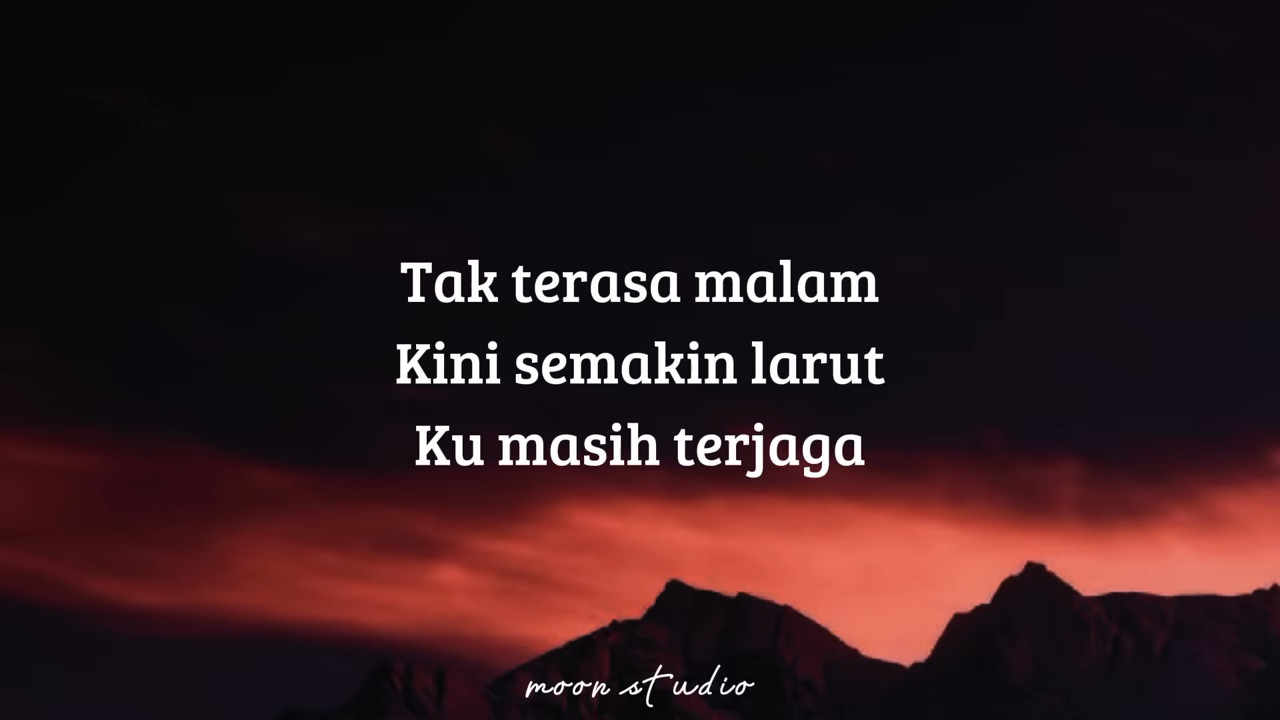 Tak terasa malam
Kini semakin larut
Ku masih terjaga
moon studio